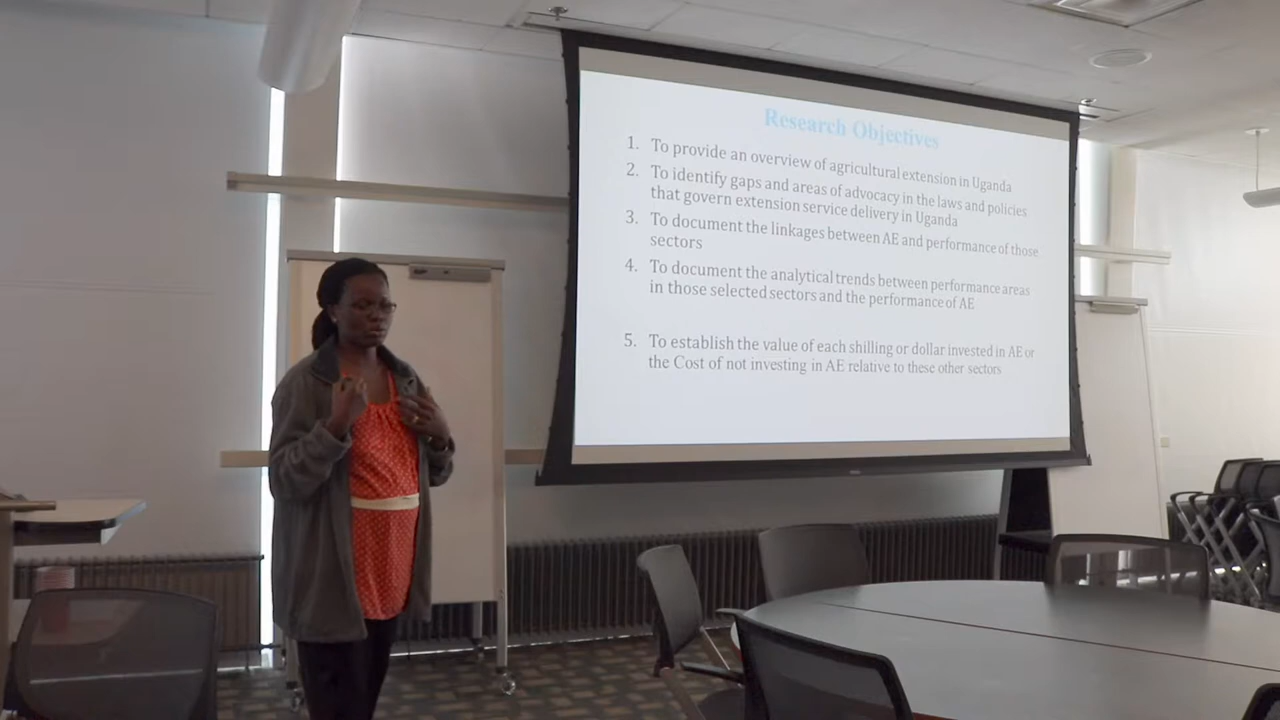 Research Objectives
1. To provide an overview of agricultural extension in Uganda
2. To identify gaps and areas of advocacy in the laws and policies
that govern extension service delivery in Uganda
3. To document the linkages between AE and performance of those
sectors
4. To document the analytical trends between performance areas
in those selected sectors and the performance of AE
5. To establish the value of each shilling or dollar invested in AE or
the Cost of not investing in AE relative to these other sectors